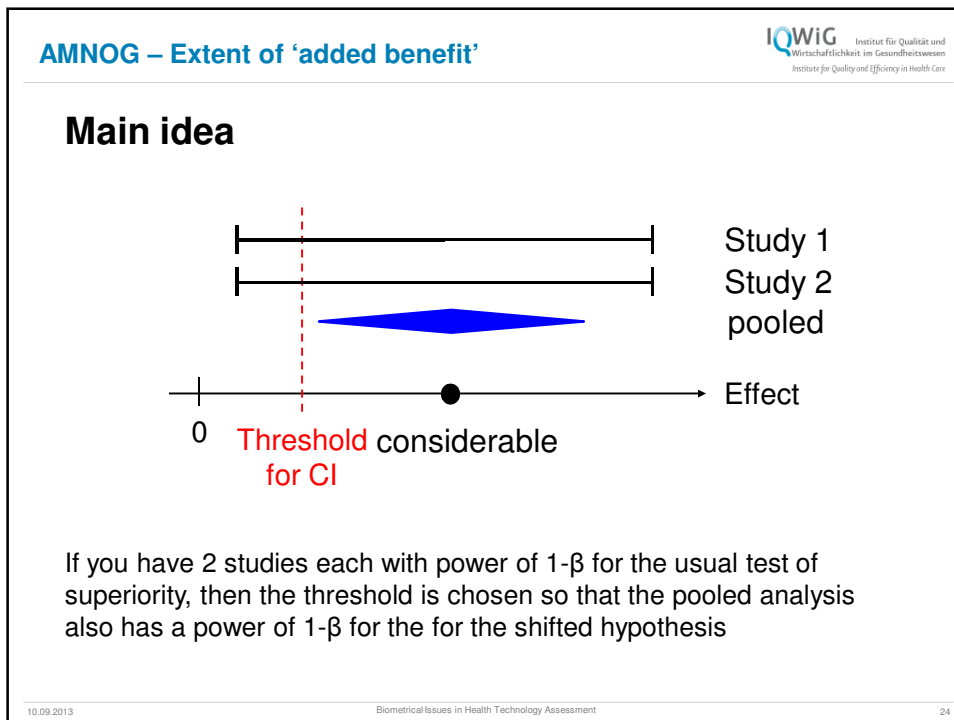 AMNOG – Extent of ‘added benefit’
IQWiG Institut für Qualität und
Wirtschaftlichkeit im Gesundheitswesen
Institute for Quality and Efficiency in Health Care
Main idea
Study 1
Study 2
pooled
Effect
0
Threshold considerable
for CI
If you have 2 studies each with power of 1-β for the usual test of
superiority, then the threshold is chosen so that the pooled analysis
also has a power of 1-β for the for the shifted hypothesis
10.09.2013 Biometrical Issues in Health Technology Assessment 24